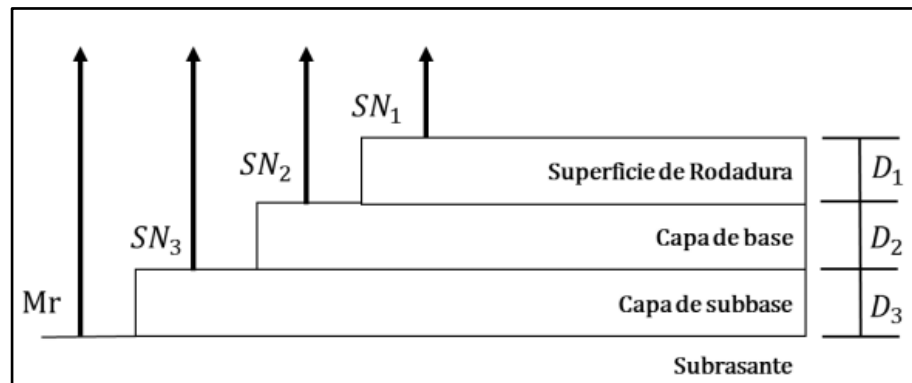 SN₁
Superficie de Rodadura
D₁
SN₂
Capa de base
D₂
SN₃
Capa de subbase
D₃
Mr
Subrasante